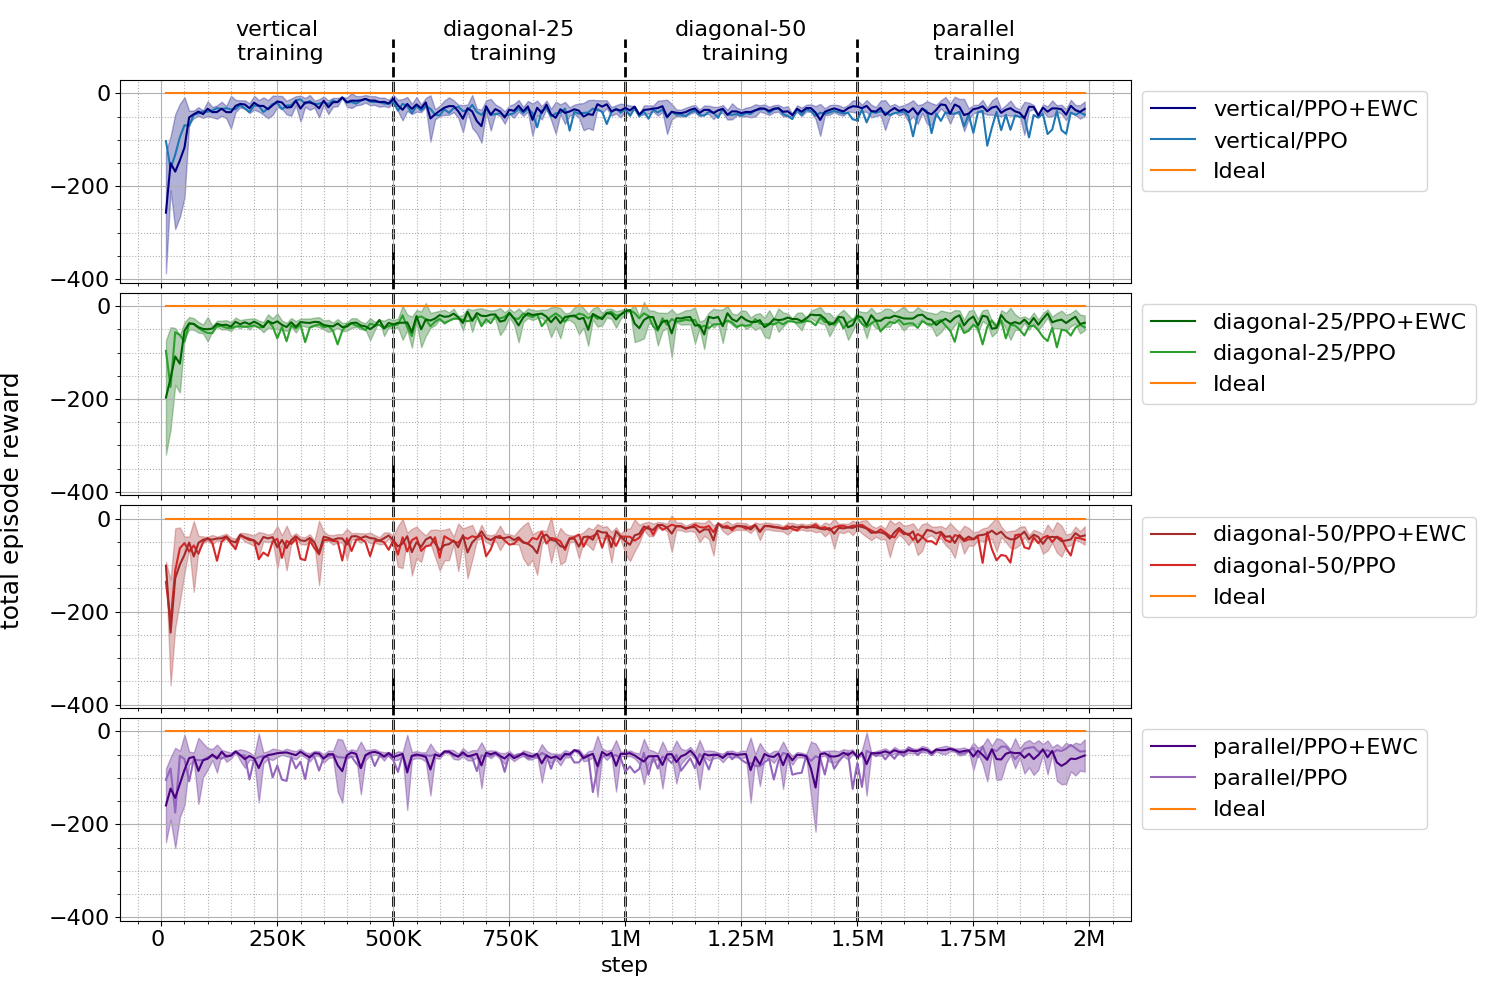 vertical
training
diagonal-25
training
diagonal-50
training
parallel
training
total episode reward
0
−200
−400
vertical/PPO+EWC
vertical/PPO
Ideal
0
−200
−400
diagonal-25/PPO+EWC
diagonal-25/PPO
Ideal
0
−200
−400
diagonal-50/PPO+EWC
diagonal-50/PPO
Ideal
0
−200
−400
parallel/PPO+EWC
parallel/PPO
Ideal
0 250K 500K 750K 1M 1.25M 1.5M 1.75M 2M
step